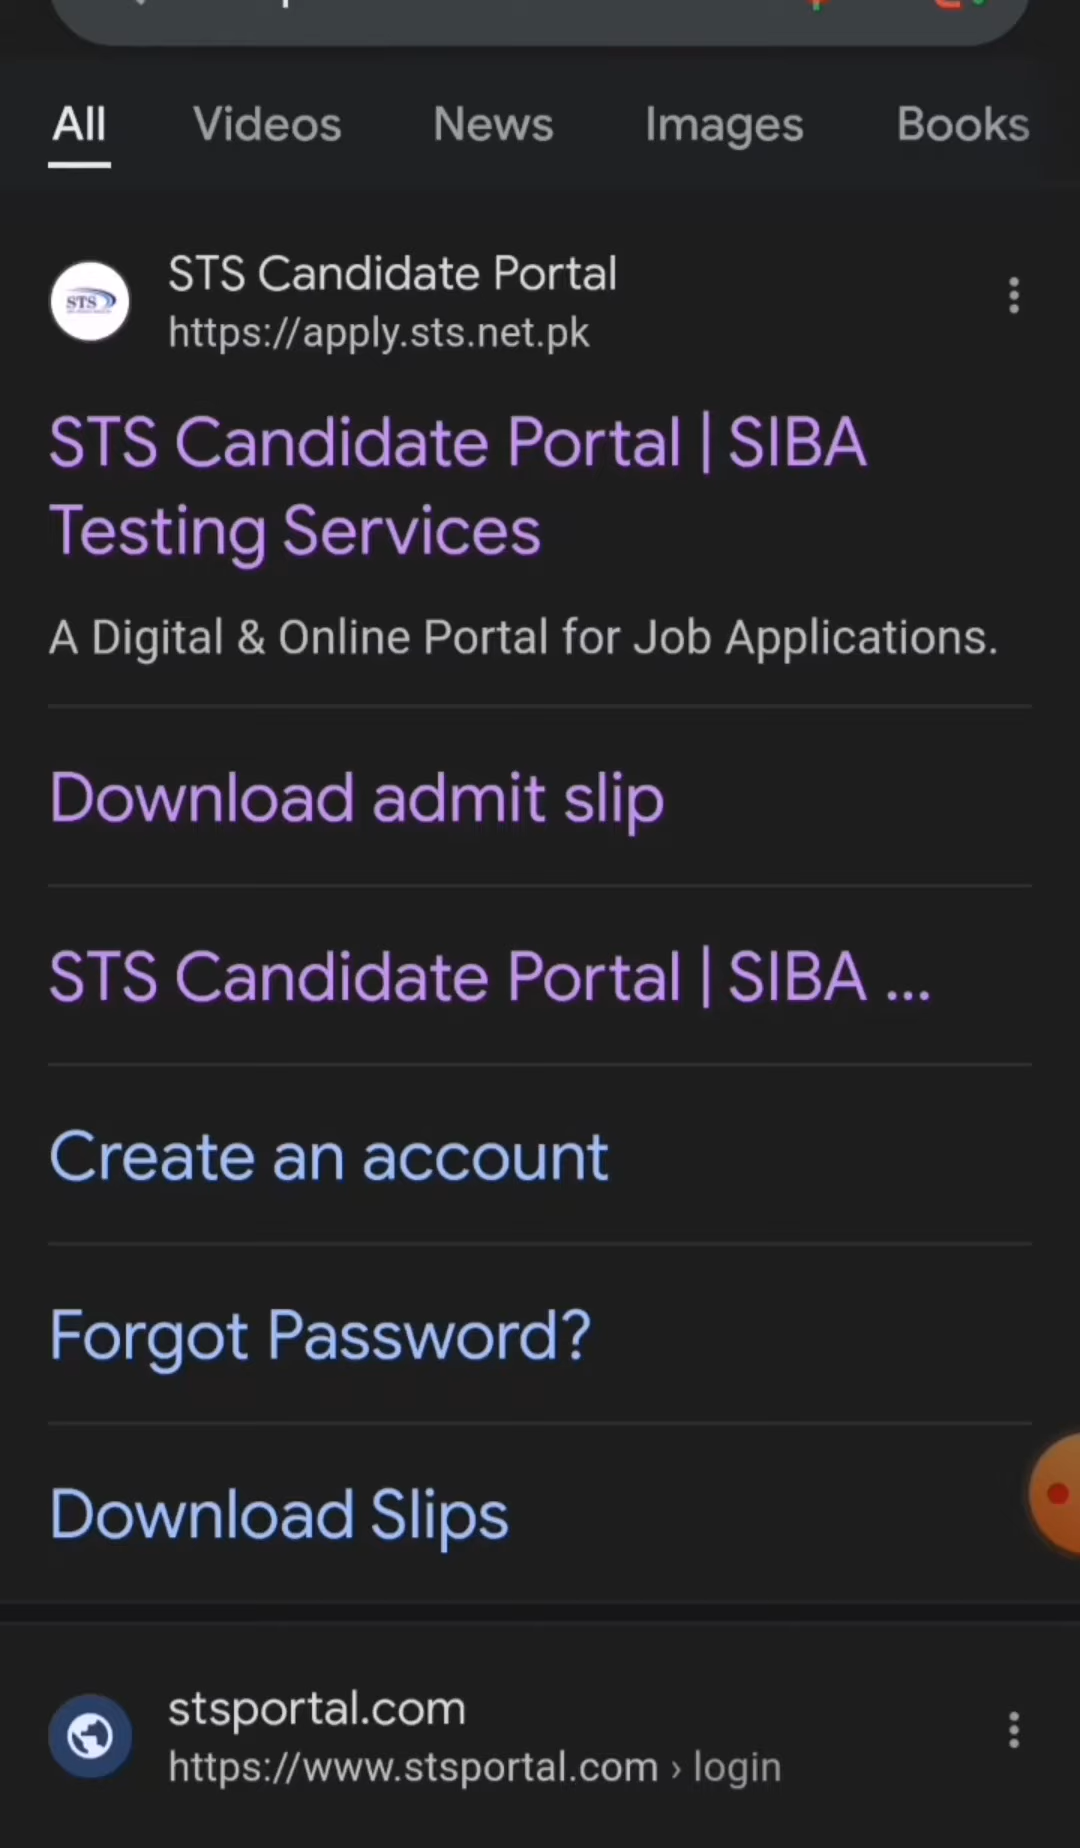 All Videos News Images Books
STS Candidate Portal
https://apply.sts.net.pk
STS
STS Candidate Portal | SIBA
Testing Services
A Digital & Online Portal for Job Applications.
Download admit slip
STS Candidate Portal | SIBA ...
Create an account
Forgot Password?
Download Slips
stsportal.com
https://www.stsportal.com › login